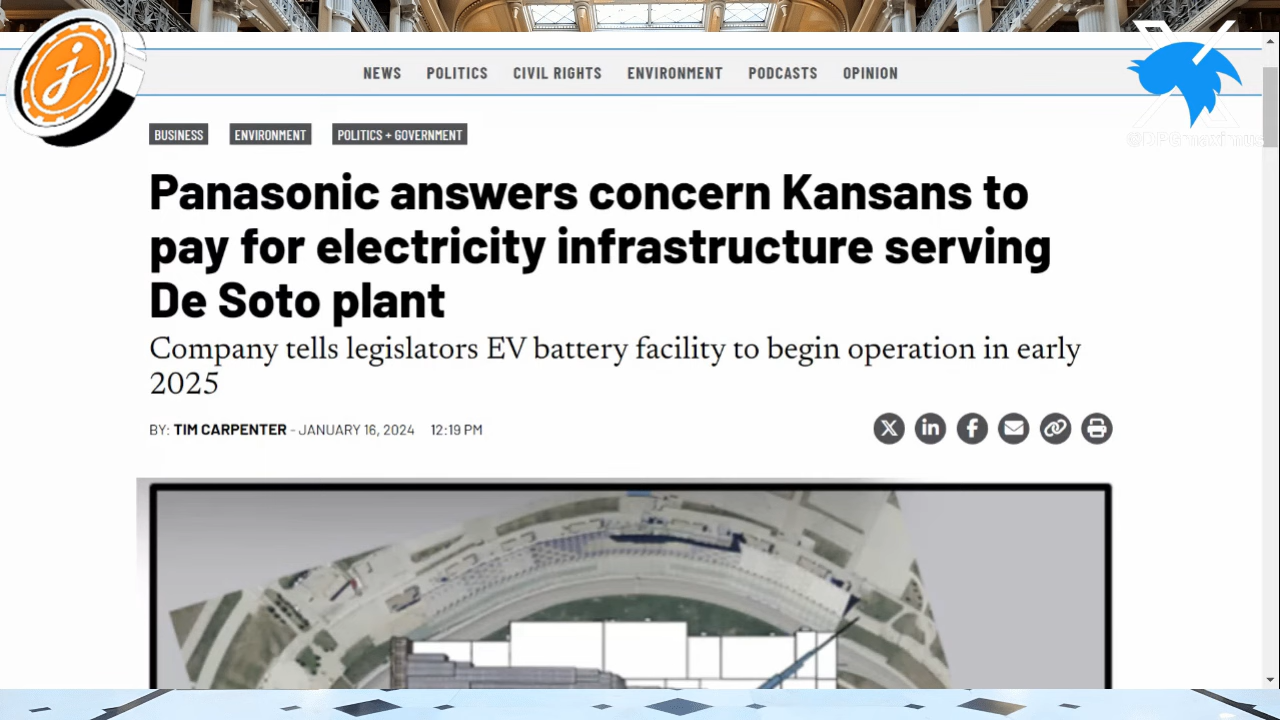 NEWS POLITICS CIVIL RIGHTS ENVIRONMENT PODCASTS OPINION
BUSINESS ENVIRONMENT POLITICS + GOVERNMENT
Panasonic answers concern Kansans to
pay for electricity infrastructure serving
De Soto plant
Company tells legislators EV battery facility to begin operation in early
2025
BY: TIM CARPENTER - JANUARY 16, 2024 12:19 PM